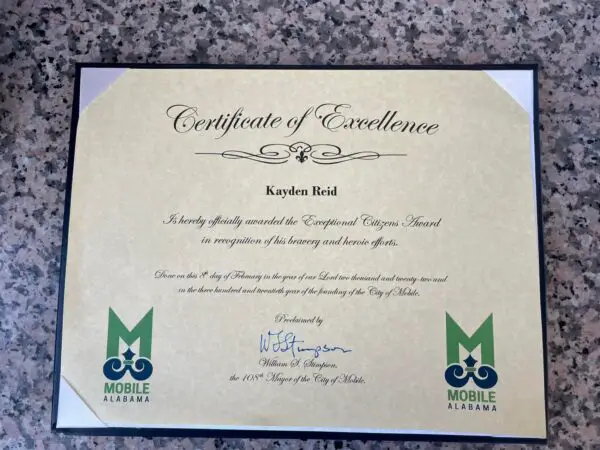 Certificate of Excellence
Kayden Reid
Is hereby officially awarded the Exceptional Citizens Award
in recognition of his bravery and heroic efforts.
Done on this 8th day of February in the year of our Lord two thousand and twenty-two and
in the three hundred and twentieth year of the founding of the City of Mobile.
Proclaimed by
WSStimpson
William S. Stimpson,
the 108th Mayor of the City of Mobile.
M
MOBILE
ALABAMA
M
MOBILE
ALABAMA